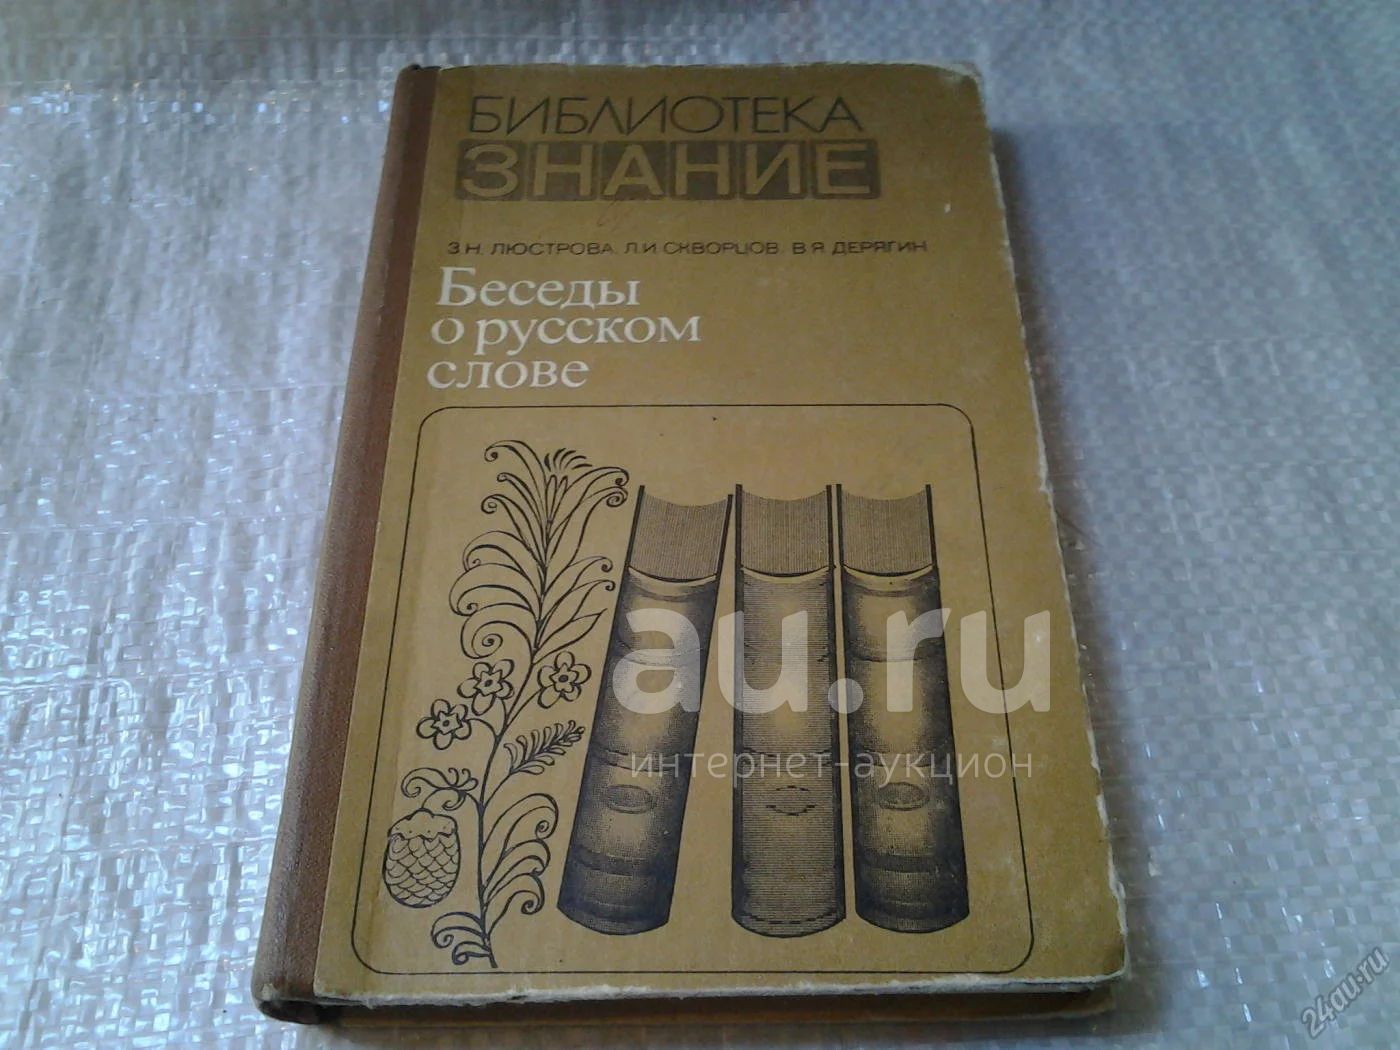 БИБЛИОТЕКА
ЗНАНИЕ
З.Н. ЛЮСТРОВА, Л.И. СКВОРЦОВ, В.Я. ДЕРЯГИН
Беседы
о русском
слове
au.ru
интернет-аукцион
24au.ru